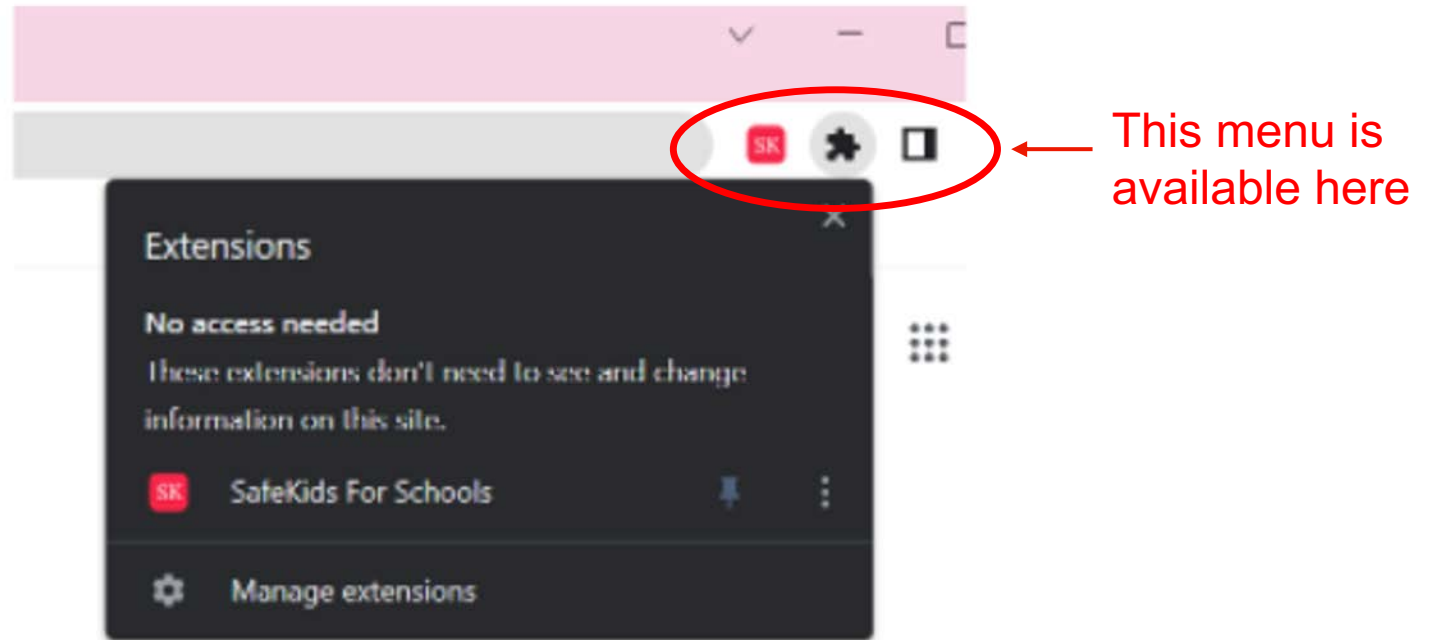 SK
This menu is
available here
Extensions
No access needed
These extensions don't need to see and change
information on this site.
SK SafeKids For Schools
Manage extensions